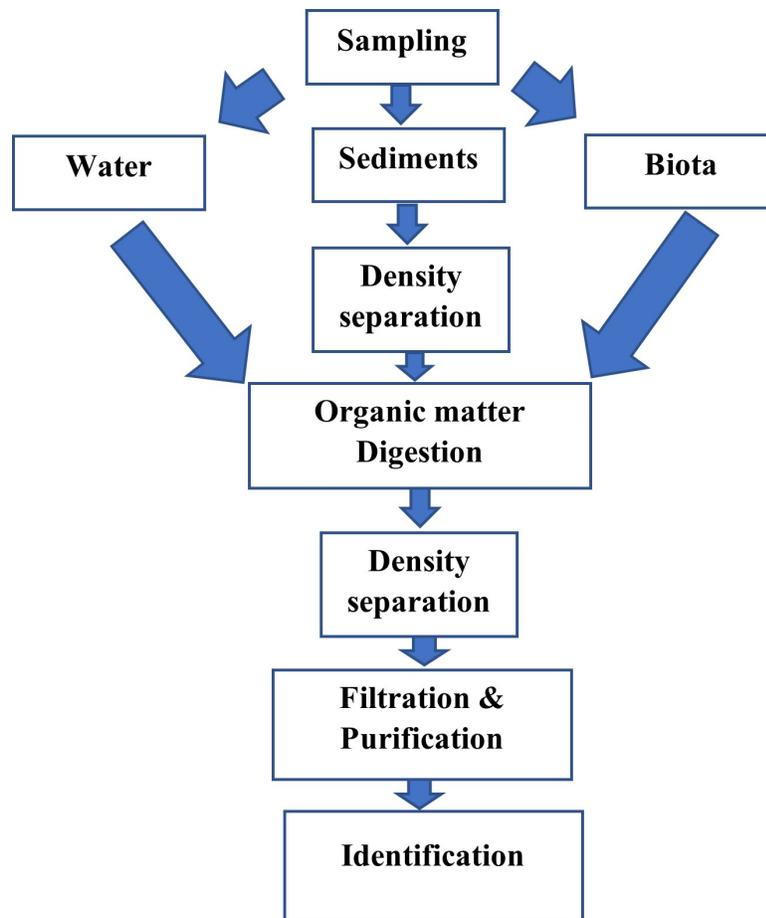 Sampling
Water
Sediments
Biota
Density
separation
Organic matter
Digestion
Density
separation
Filtration &
Purification
Identification